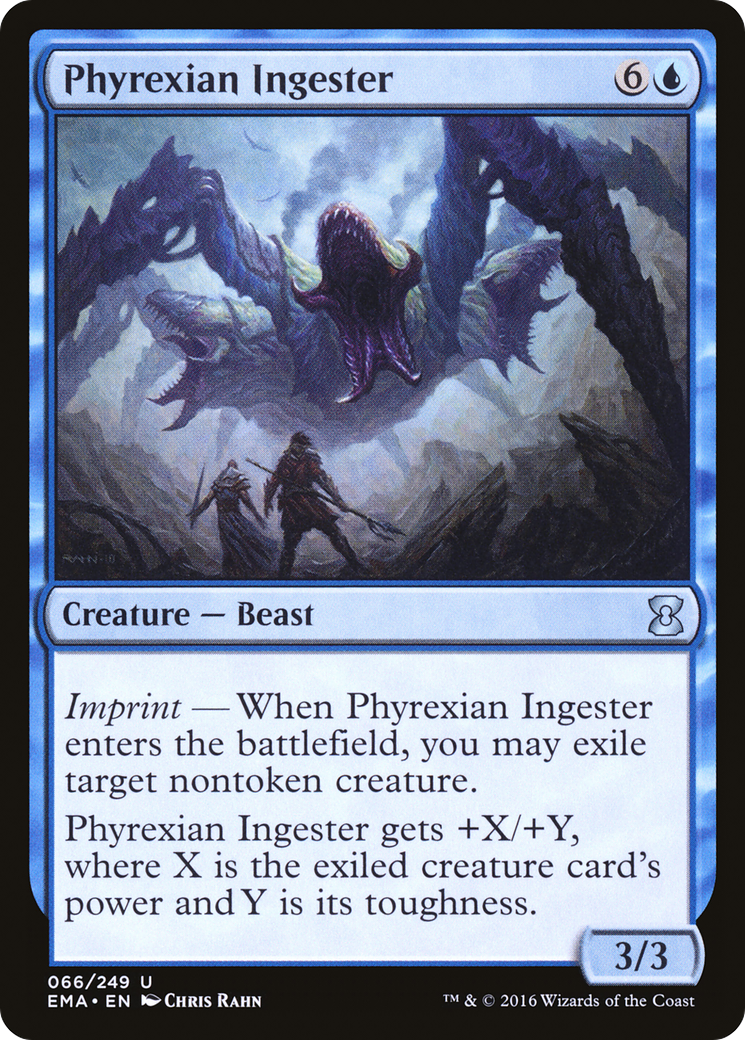 Phyrexian Ingester 6
RAHN-10
Creature — Beast
Imprint — When Phyrexian Ingester
enters the battlefield, you may exile
target nontoken creature.
Phyrexian Ingester gets +X/+Y,
where X is the exiled creature card's
power and Y is its toughness.
3/3
066/249 U
EMA • EN Chris Rahn
™ & © 2016 Wizards of the Coast